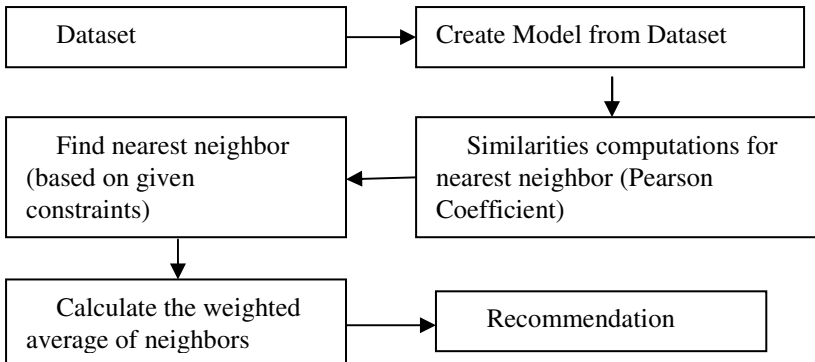 Dataset
Create Model from Dataset
Similarities computations for
nearest neighbor (Pearson
Coefficient)
Find nearest neighbor
(based on given
constraints)
Calculate the weighted
average of neighbors
Recommendation